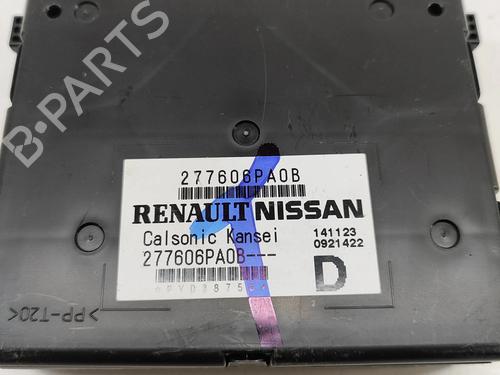 B-PARTS
277606PA0B
RENAULT NISSAN
Calsonic Kansei
141123
277606PA0B---
0921422
D
>PP-T20<